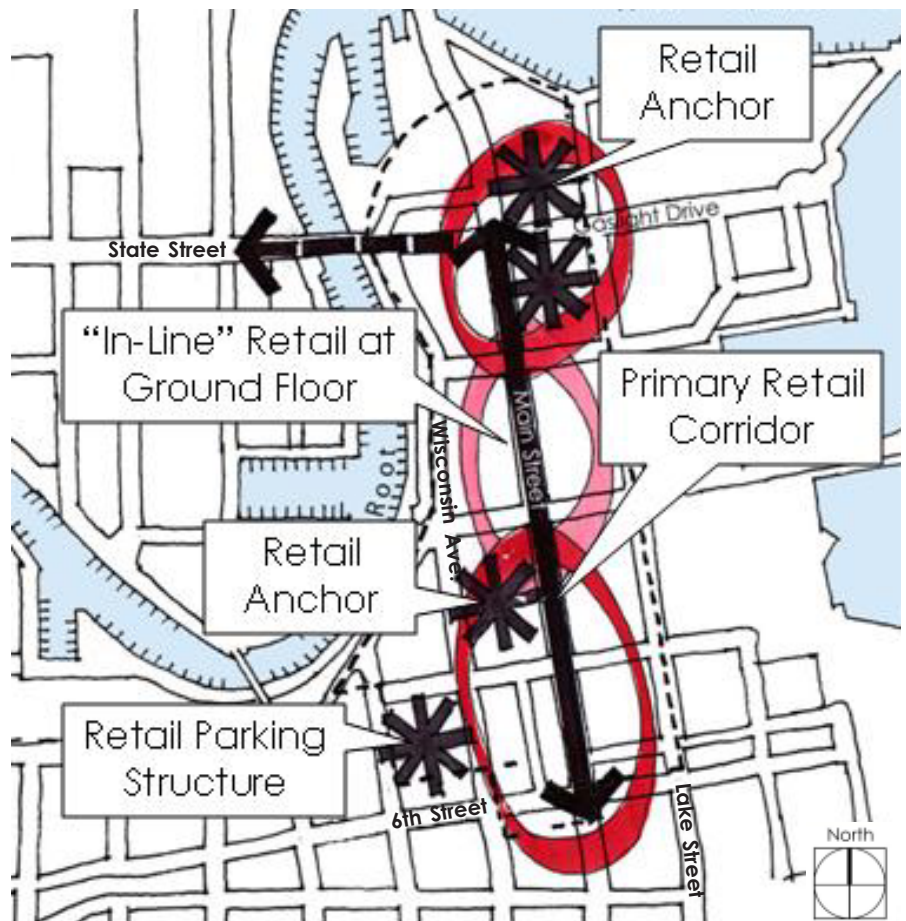 Retail
Anchor
Gaslight Drive
State Street
“In-Line” Retail at
Ground Floor
Primary Retail
Corridor
Main Street
Wisconsin Ave.
Root
Retail
Anchor
Retail Parking
Structure
6th Street
Lake Street
North